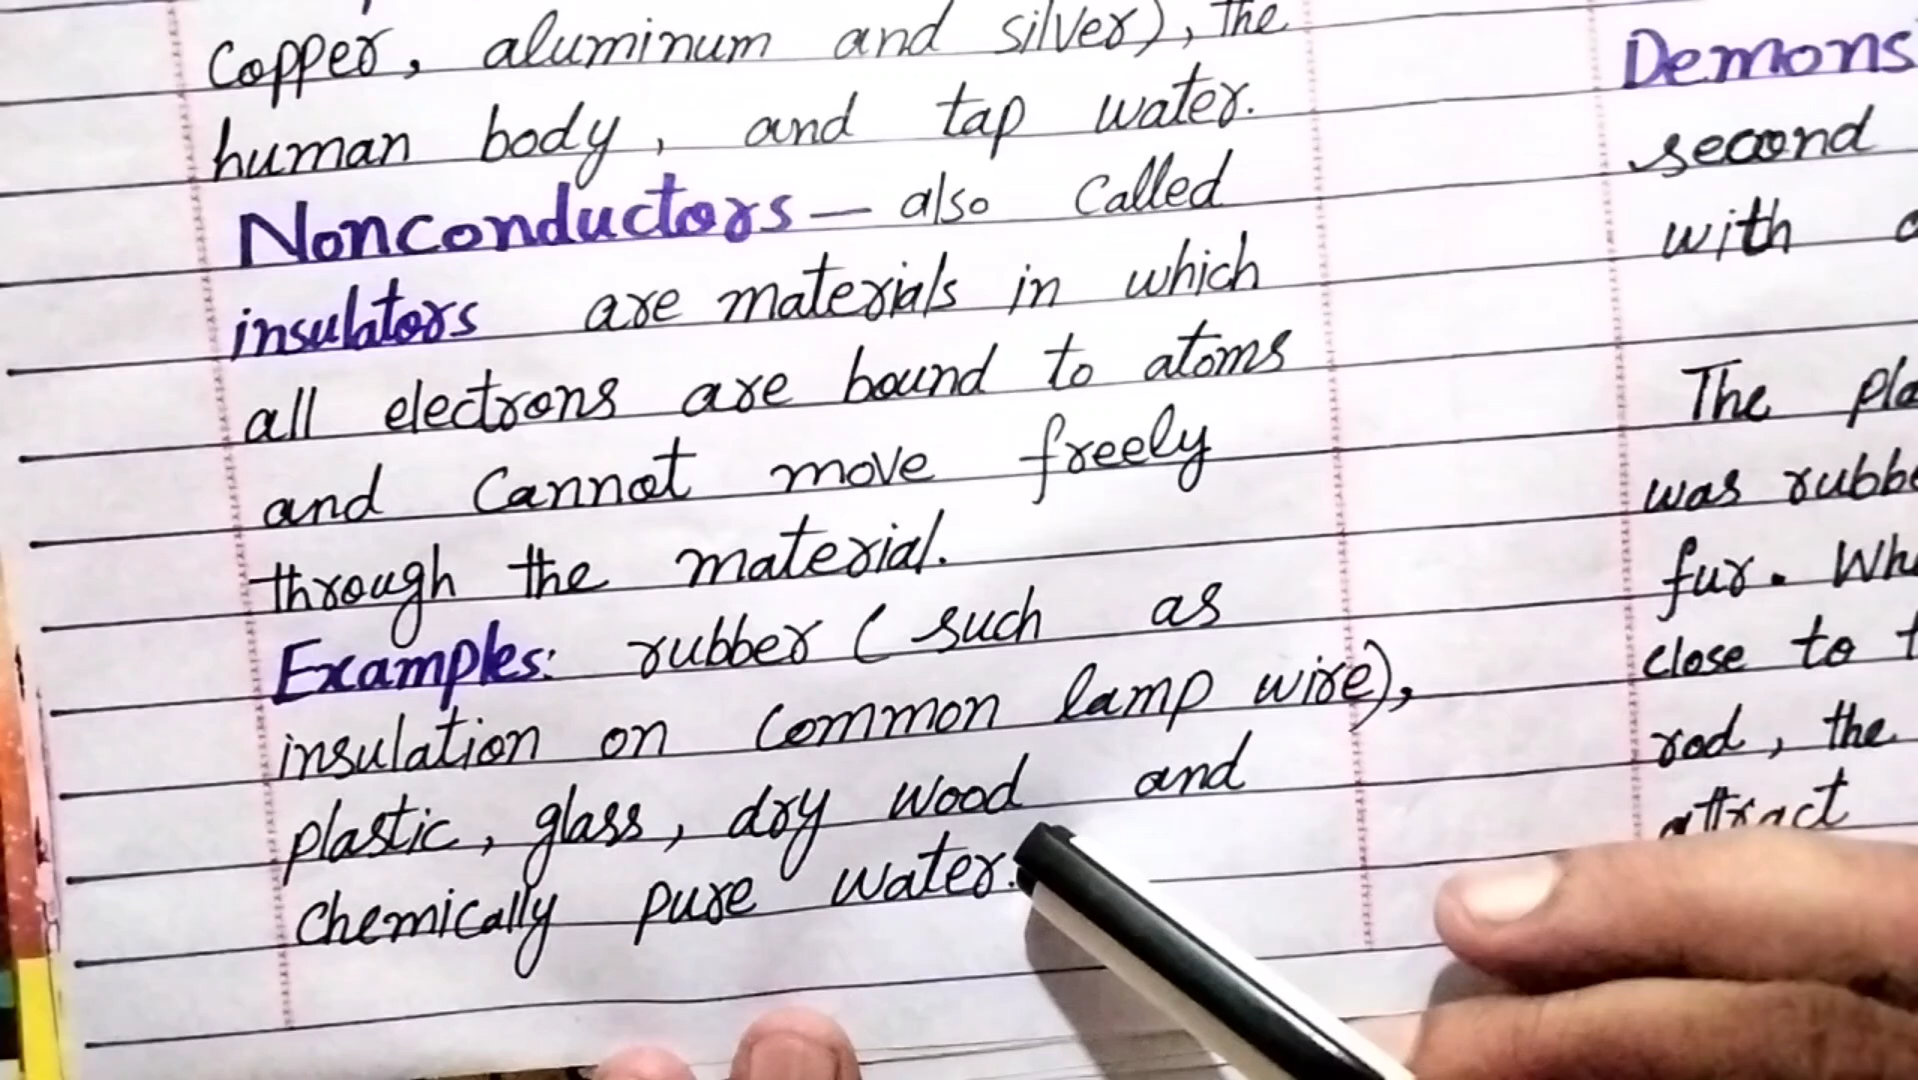 Copper, aluminum and silver), the
human body, and tap water.
Nonconductors — also called
insulators are materials in which
all electrons are bound to atoms
and cannot move freely
through the material.
Examples: rubber (such as
insulation on common lamp wire),
plastic, glass, dry wood and
chemically pure water.
Demons
second
with
The
was
fur.
close to
rod, the
attract